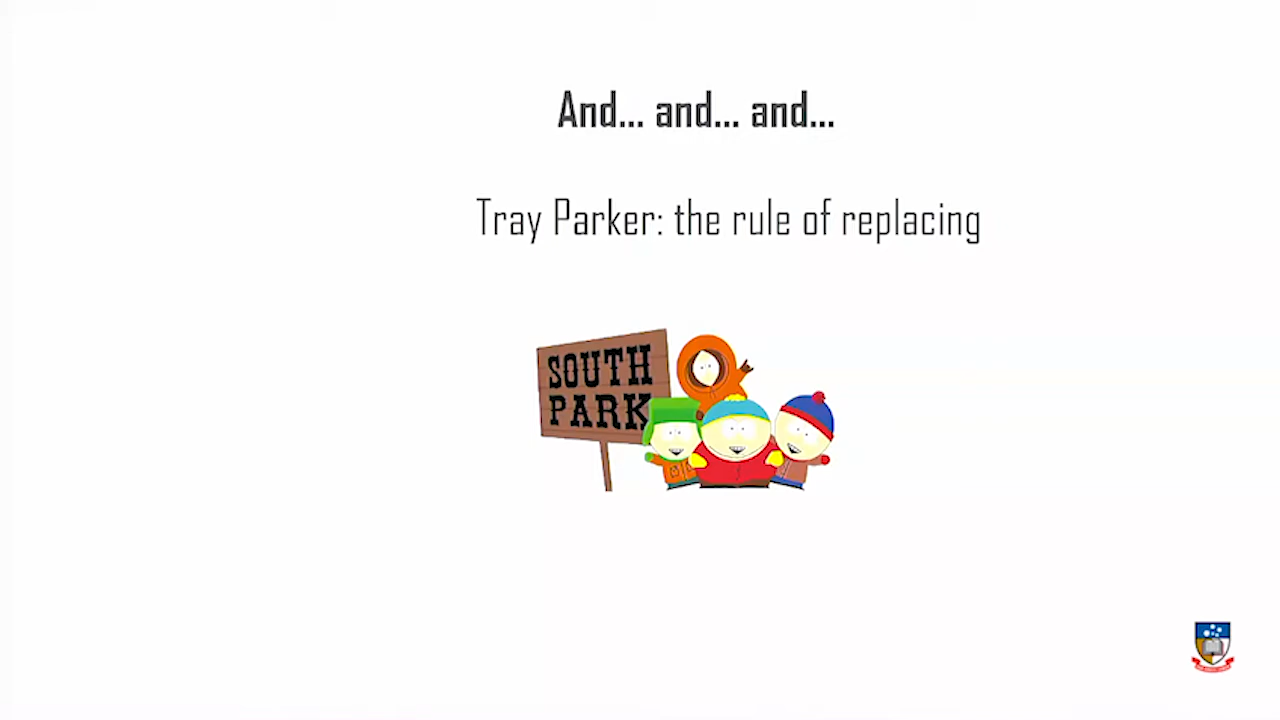 And... and... and...
Tray Parker: the rule of replacing
SOUTH
PARK